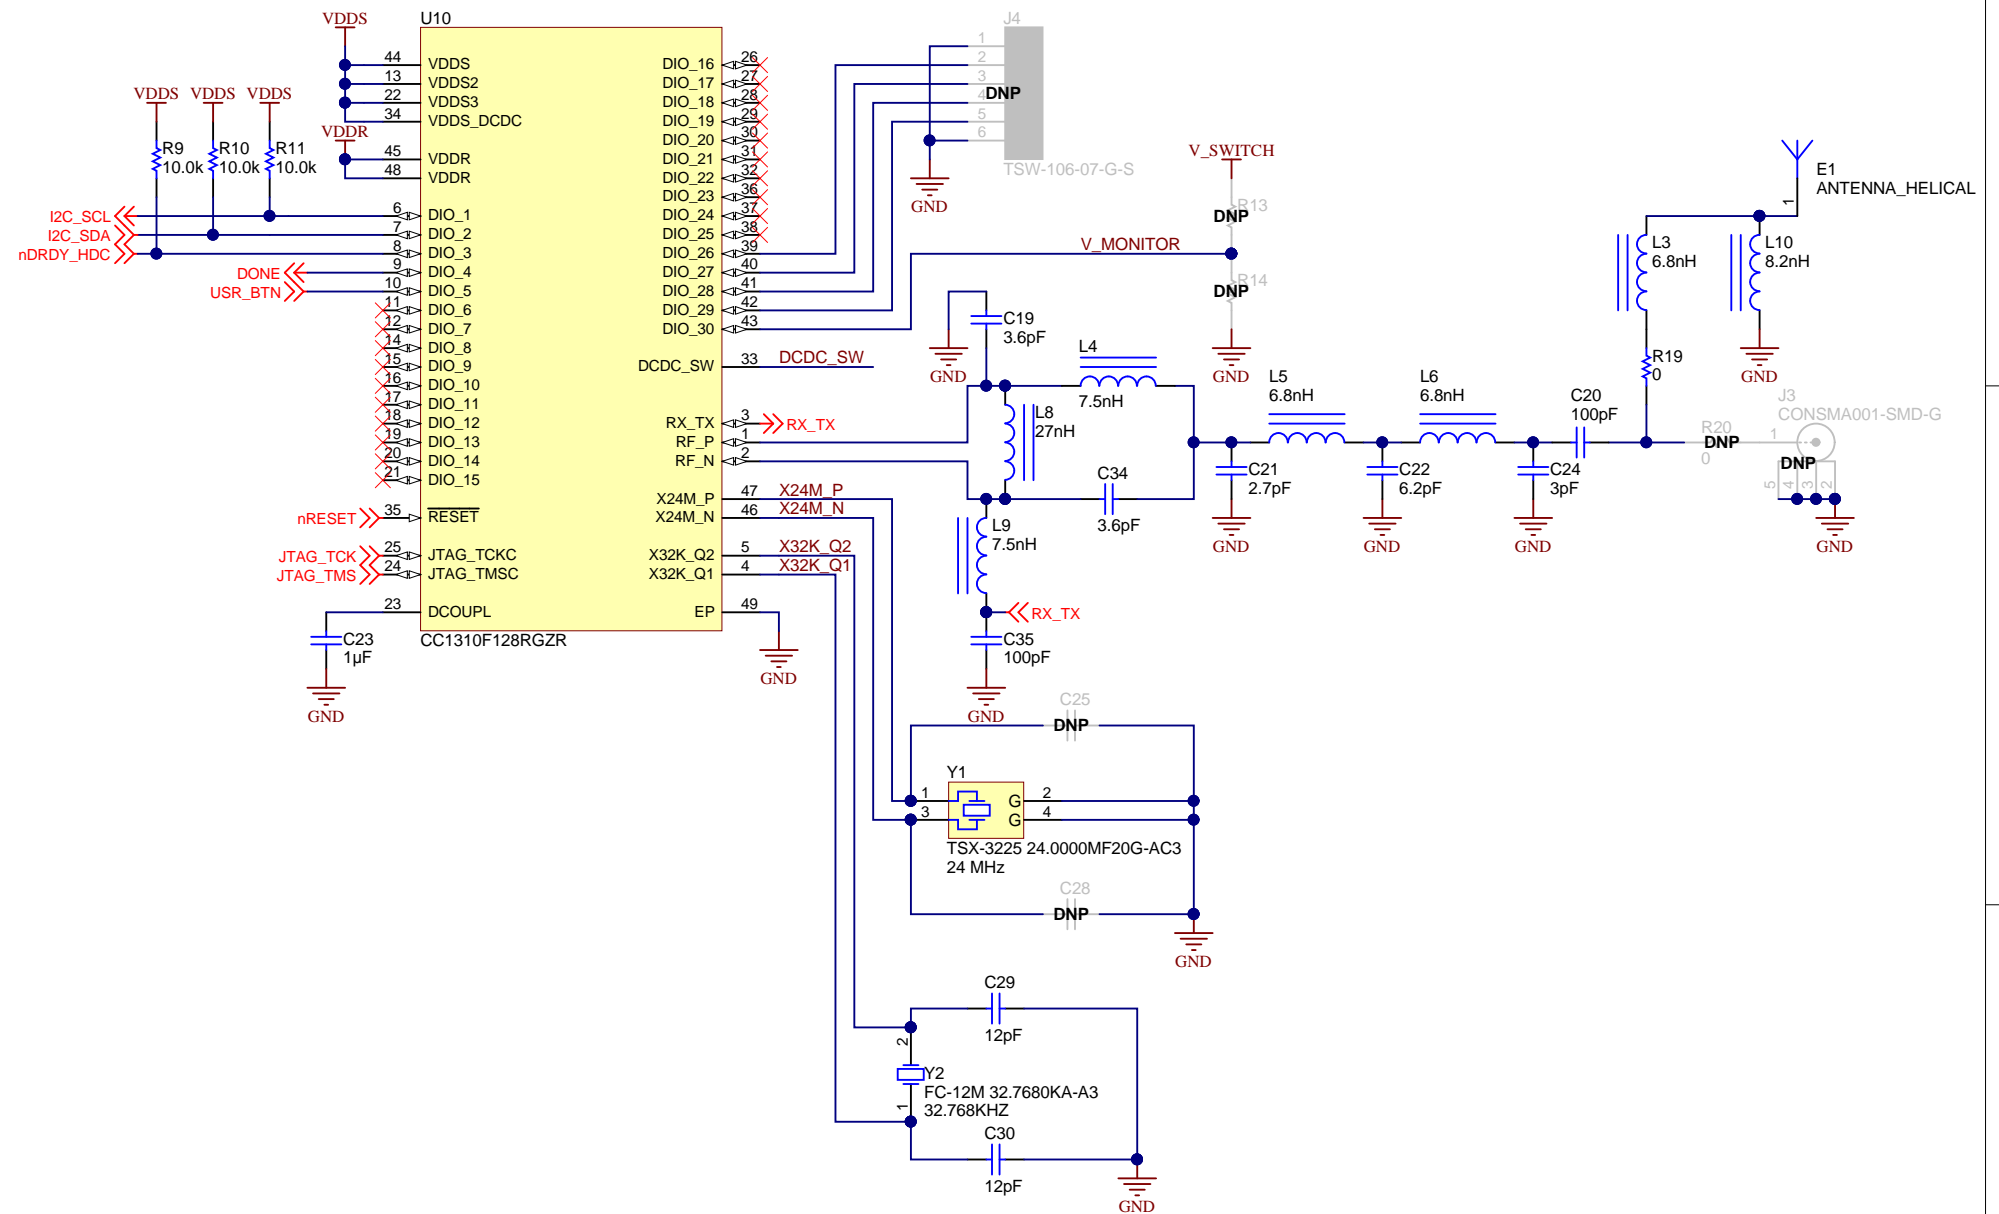 VDDS
U10
44 VDDS
13 VDDS2
22 VDDS3
34 VDDS_DCDC
VDDR
45 VDDR
48 VDDR
VDDS VDDS VDDS
R9 10.0k
R10 10.0k
R11 10.0k
I2C_SCL 6 DIO_1
I2C_SDA 7 DIO_2
nDRDY_HDC 8 DIO_3
DONE 9 DIO_4
USR_BTN 10 DIO_5
11 DIO_6
12 DIO_7
14 DIO_8
15 DIO_9
16 DIO_10
17 DIO_11
18 DIO_12
19 DIO_13
20 DIO_14
21 DIO_15
nRESET 35 RESET
JTAG_TCK 25 JTAG_TCKC
JTAG_TMS 24 JTAG_TMSC
23 DCOUPL
C23
1µF
GND
CC1310F128RGZR
DIO_16 26
DIO_17 27
DIO_18 28
DIO_19 29
DIO_20 30
DIO_21 31
DIO_22 32
DIO_23 36
DIO_24 37
DIO_25 38
DIO_26 39
DIO_27 40
DIO_28 41
DIO_29 42
DIO_30 43
DCDC_SW 33 DCDC_SW
RX_TX 3 RX_TX
RF_P 1
RF_N 2
X24M_P 47 X24M_P
X24M_N 46 X24M_N
X32K_Q2 5 X32K_Q2
X32K_Q1 4 X32K_Q1
EP 49
GND
J4
1
2
3
4
5
6
DNP
TSW-106-07-G-S
GND
V_SWITCH
R13
DNP
V_MONITOR
R14
DNP
GND
C19
3.6pF
GND
L4
7.5nH
L8
27nH
C34
3.6pF
L9
7.5nH
RX_TX
C35
100pF
GND
L5
6.8nH
L6
6.8nH
C20
100pF
C21
2.7pF
GND
C22
6.2pF
GND
C24
3pF
GND
E1
ANTENNA_HELICAL
1
L3
6.8nH
L10
8.2nH
GND
R19
0
R20
DNP
0
J3
CONSMA001-SMD-G
1
DNP
5 4 3 2
GND
C25
DNP
Y1
1 G 2
3 G 4
TSX-3225 24.0000MF20G-AC3
24 MHz
C28
DNP
GND
C29
12pF
2
Y2
FC-12M 32.7680KA-A3
32.768KHZ
1
C30
12pF
GND